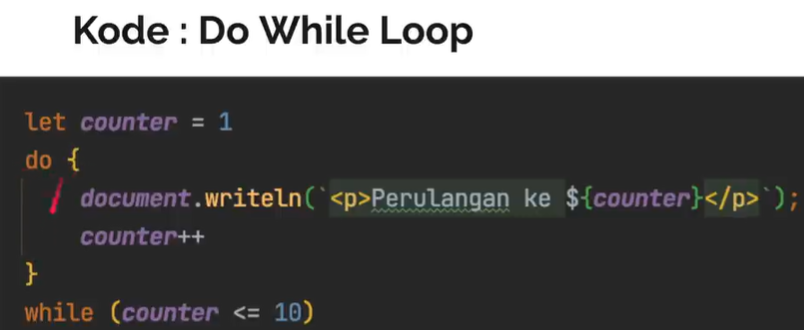 Kode : Do While Loop
let counter = 1
do {
document.writeln(`<p>Perulangan ke ${counter}</p>`);
counter++
}
while (counter <= 10)